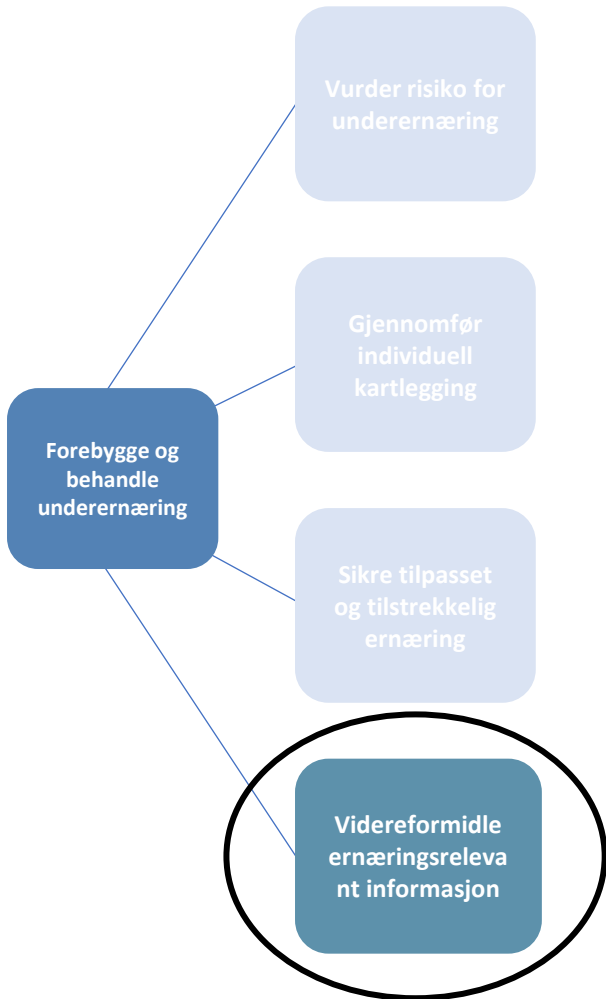 Vurder risiko for
underernæring
Gjennomfør
individuell
kartlegging
Forebygge og
behandle
underernæring
Sikre tilpasset
og tilstrekkelig
ernæring
Videreformidle
ernæringsreleva
nt informasjon